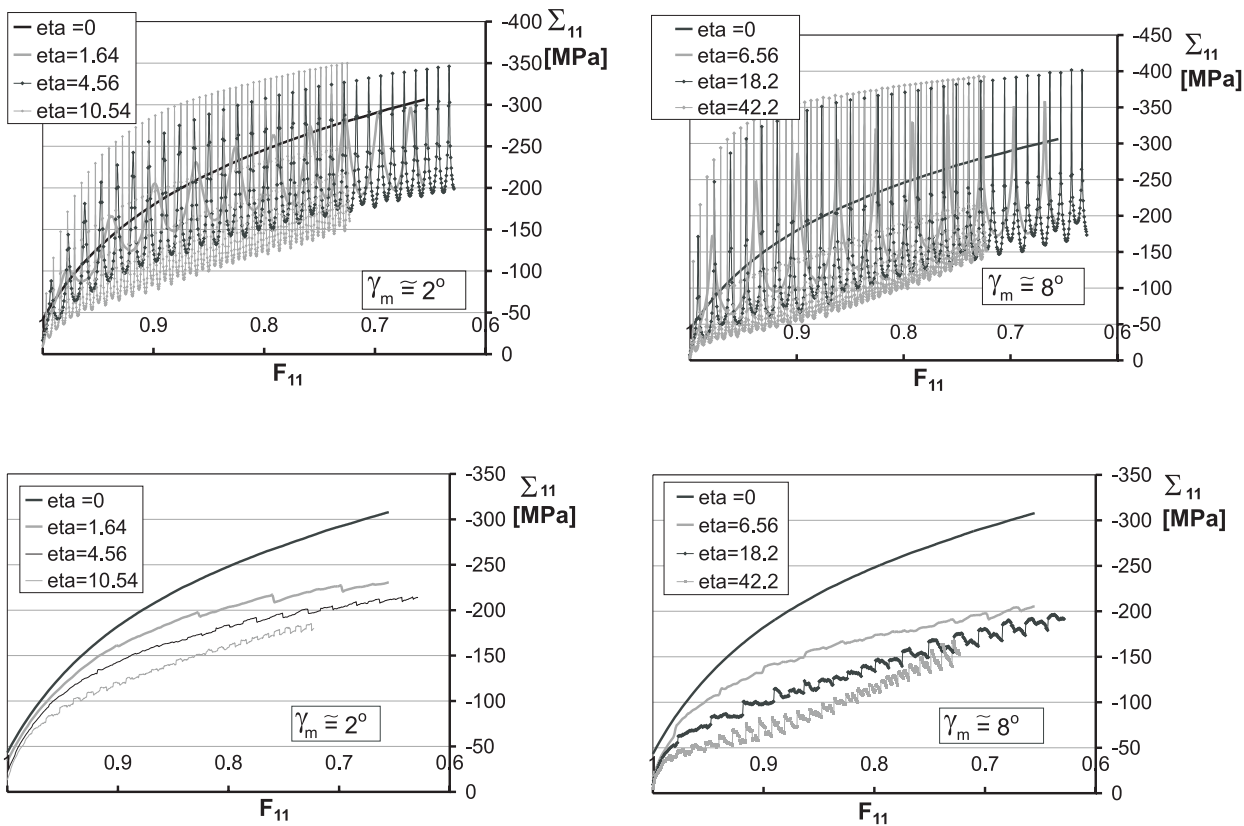 eta =0
eta=1.64
eta=4.56
eta=10.54
-400
-350
-300
-250
-200
-150
-100
-50
0
Σ11
[MPa]
γm ≅ 2°
0.9
0.8
0.7
0.6
F11
eta=0
eta=6.56
eta=18.2
eta=42.2
-450
-400
-350
-300
-250
-200
-150
-100
-50
0
Σ11
[MPa]
γm ≅ 8°
0.9
0.8
0.7
0.6
F11
eta =0
eta=1.64
eta=4.56
eta=10.54
-350
-300
-250
-200
-150
-100
-50
0
Σ11
[MPa]
γm ≅ 2°
0.9
0.8
0.7
0.6
F11
eta =0
eta=6.56
eta=18.2
eta=42.2
-350
-300
-250
-200
-150
-100
-50
0
Σ11
[MPa]
γm ≅ 8°
0.9
0.8
0.7
0.6
F11